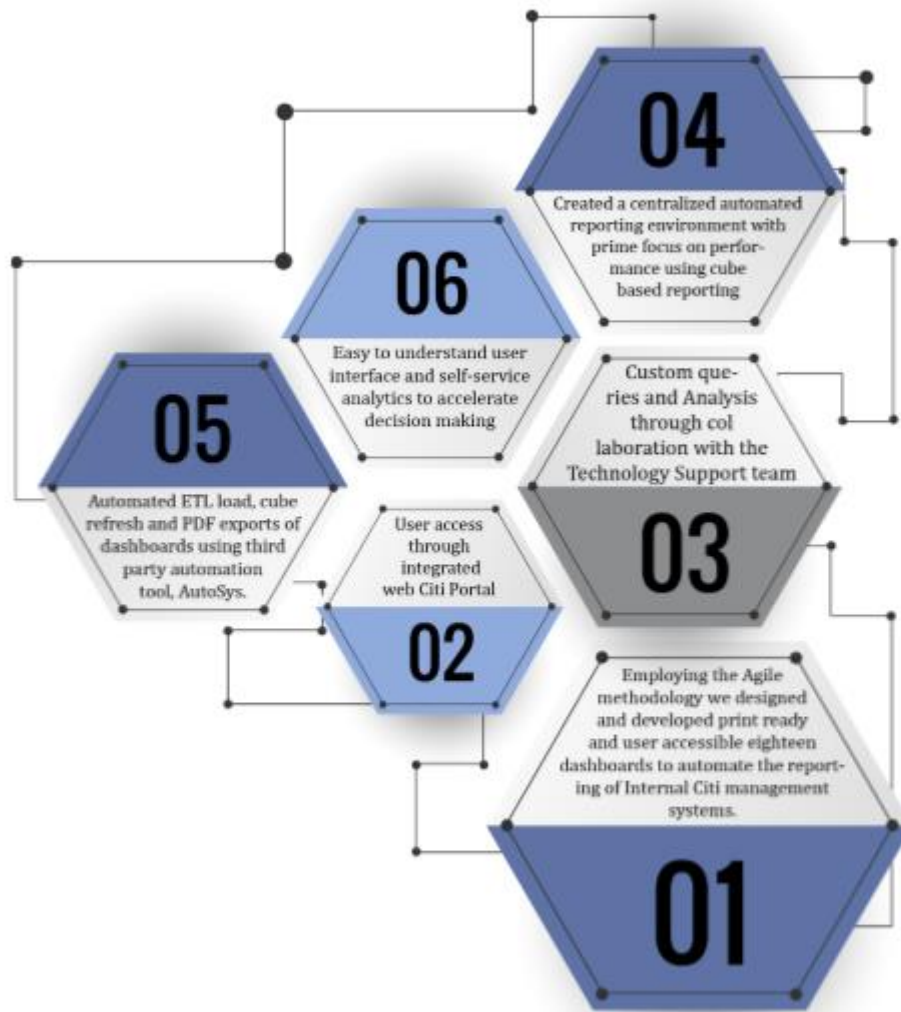 04
Created a centralized automated
reporting environment with
prime focus on perfor-
mance using cube
based reporting
06
Easy to understand user
interface and self-service
analytics to accelerate
decision making
05
Automated ETL load, cube
refresh and PDF exports of
dashboards using third
party automation
tool, AutoSys.
Custom que-
ries and Analysis
through col
laboration with the
Technology Support team
03
User access
through
integrated
web Citi Portal
02
Employing the Agile
methodology we designed
and developed print ready
and user accessible eighteen
dashboards to automate the report-
ing of Internal Citi management
systems.
01